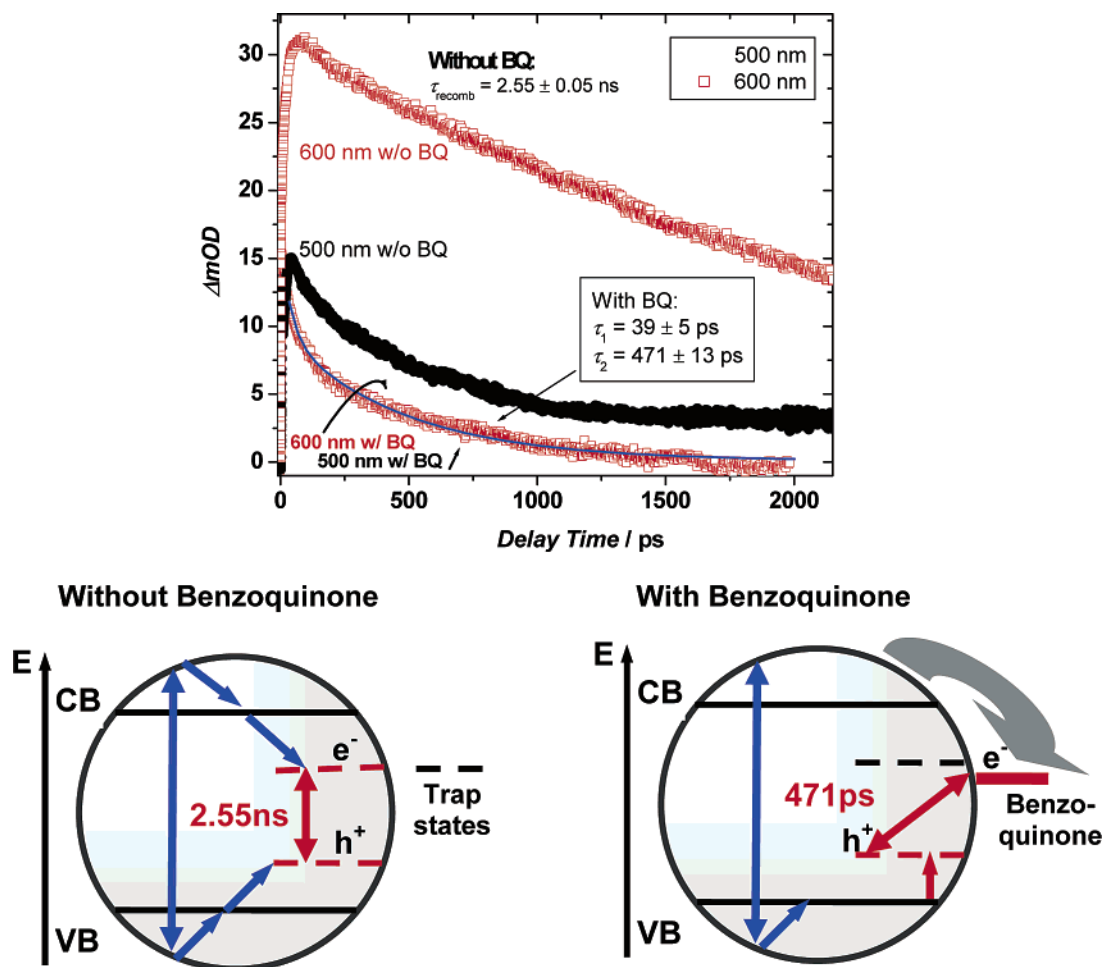 30
25
20
15
10
5
0
ΔmOD
0
500
1000
1500
2000
Delay Time / ps
Without BQ:
τrecomb = 2.55 ± 0.05 ns
500 nm
600 nm
600 nm w/o BQ
500 nm w/o BQ
With BQ:
τ1 = 39 ± 5 ps
τ2 = 471 ± 13 ps
600 nm w/ BQ
500 nm w/ BQ
Without Benzoquinone
E
CB
e-
2.55ns
h+
VB
Trap
states
With Benzoquinone
E
CB
e-
471ps
h+
VB
Benzo-
quinone